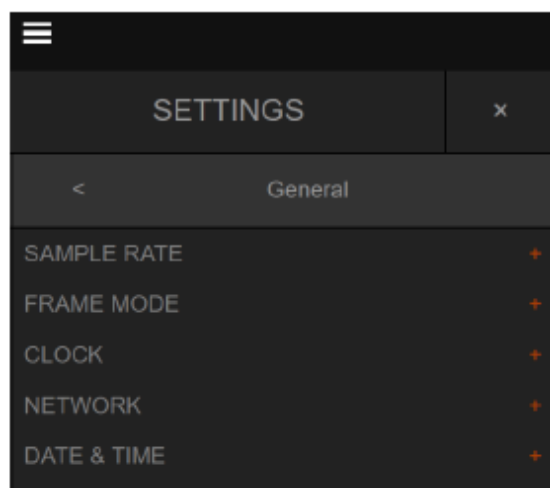 SETTINGS ×
< General
SAMPLE RATE +
FRAME MODE +
CLOCK +
NETWORK +
DATE & TIME +